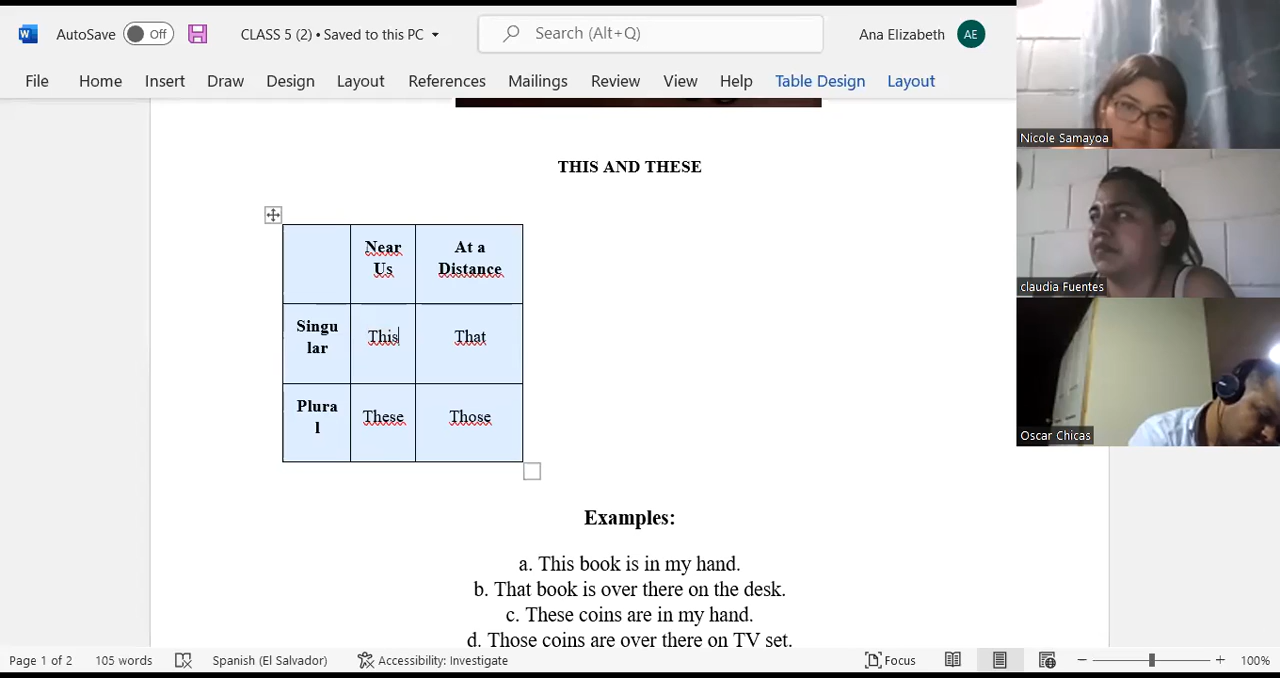 AutoSave Off CLASS 5 (2) • Saved to this PC Search (Alt+Q) Ana Elizabeth AE
File Home Insert Draw Design Layout References Mailings Review View Help Table Design Layout
THIS AND THESE
Near Us At a Distance
Singular This That
Plural These Those
Examples:
a. This book is in my hand.
b. That book is over there on the desk.
c. These coins are in my hand.
d. Those coins are over there on TV set.
Page 1 of 2 105 words Spanish (El Salvador) Accessibility: Investigate Focus 100%
Nicole Samayoa
claudia Fuentes
Oscar Chicas